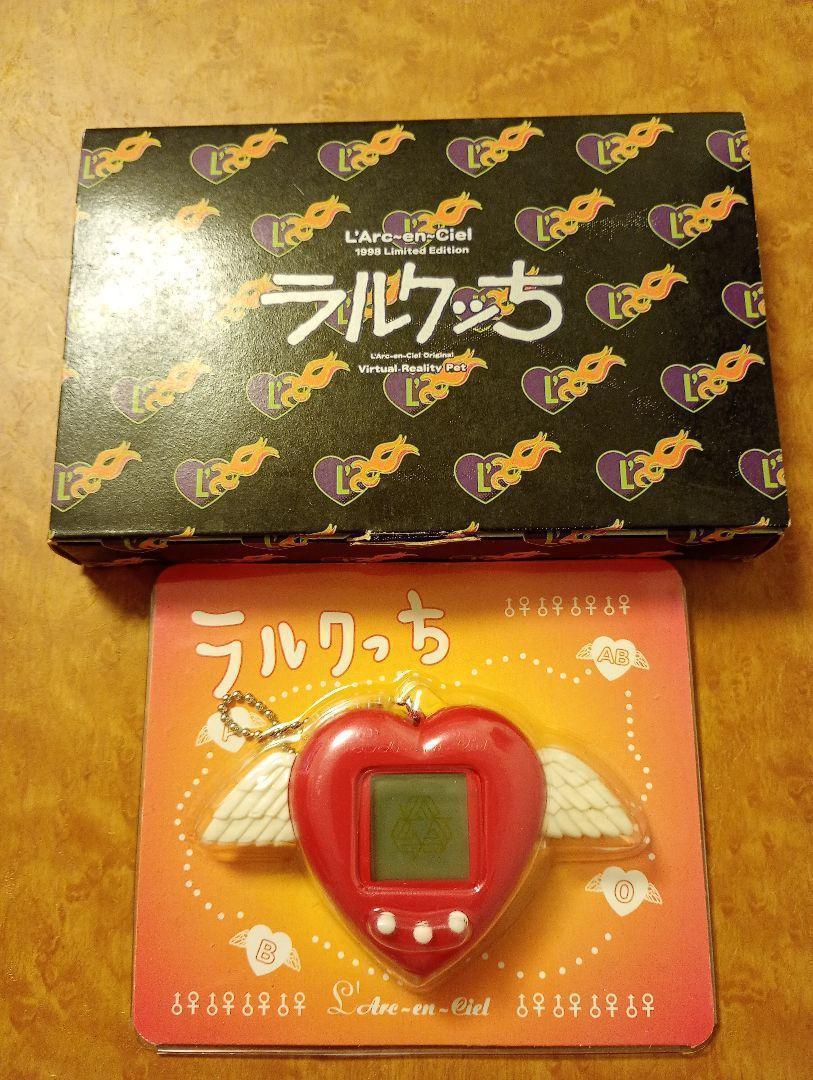 L'Arc~en~Ciel
1998 Limited Edition
ラルクッち
L'Arc~en~Ciel Original
Virtual Reality Pet
ラルクっち
AB
A
O
B
L'Arc~en~Ciel